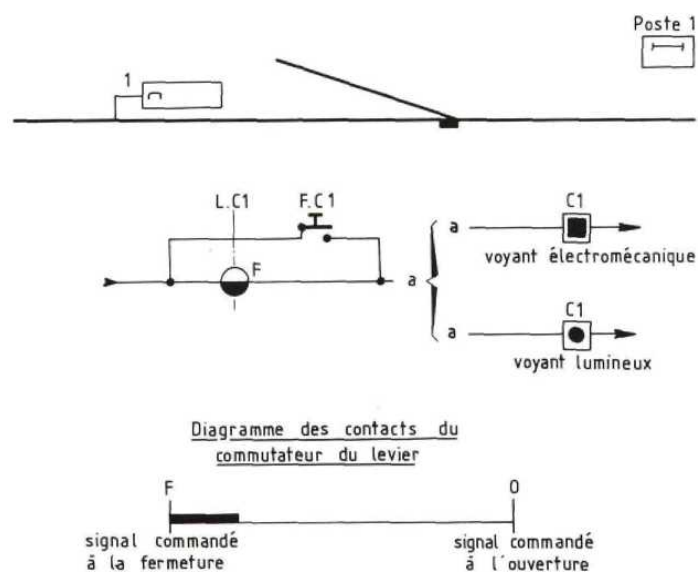 Poste 1
1
L.C1
F.C1
F
a
a
C1
voyant électromécanique
a
C1
voyant lumineux
Diagramme des contacts du
commutateur du levier
F
O
signal commandé
à la fermeture
signal commandé
à l'ouverture